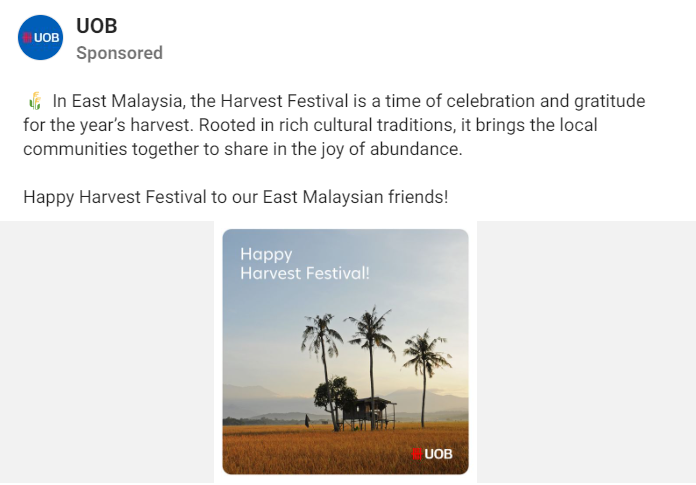 UOB
UOB
Sponsored
🌾 In East Malaysia, the Harvest Festival is a time of celebration and gratitude
for the year’s harvest. Rooted in rich cultural traditions, it brings the local
communities together to share in the joy of abundance.
Happy Harvest Festival to our East Malaysian friends!
Happy
Harvest Festival!
UOB